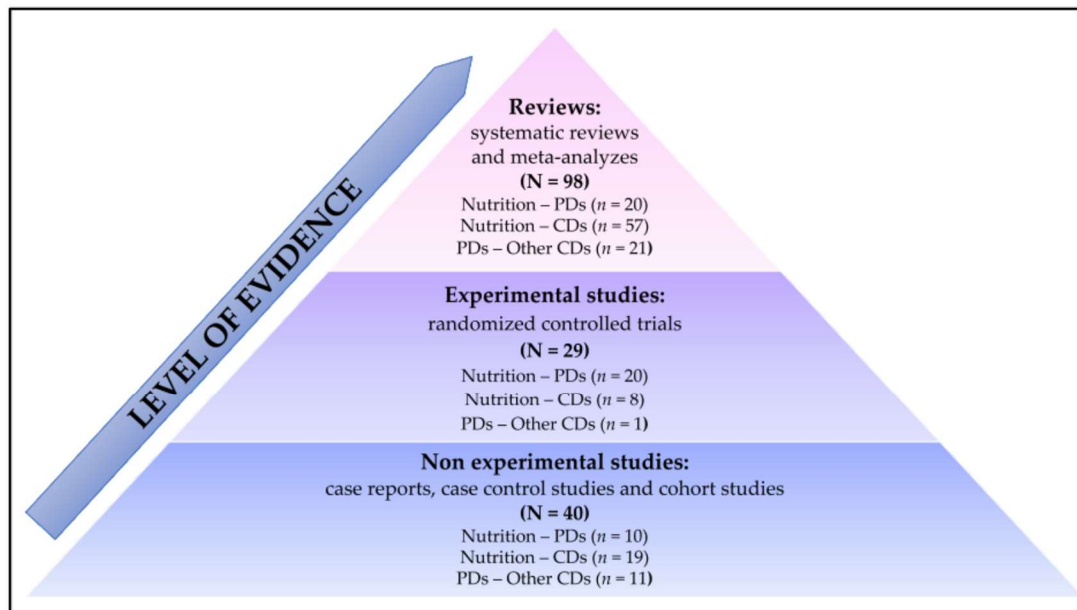 LEVEL OF EVIDENCE
Reviews:
systematic reviews
and meta-analyzes
(N = 98)
Nutrition – PDs (n = 20)
Nutrition – CDs (n = 57)
PDs – Other CDs (n = 21)
Experimental studies:
randomized controlled trials
(N = 29)
Nutrition – PDs (n = 20)
Nutrition – CDs (n = 8)
PDs – Other CDs (n = 1)
Non experimental studies:
case reports, case control studies and cohort studies
(N = 40)
Nutrition – PDs (n = 10)
Nutrition – CDs (n = 19)
PDs – Other CDs (n = 11)